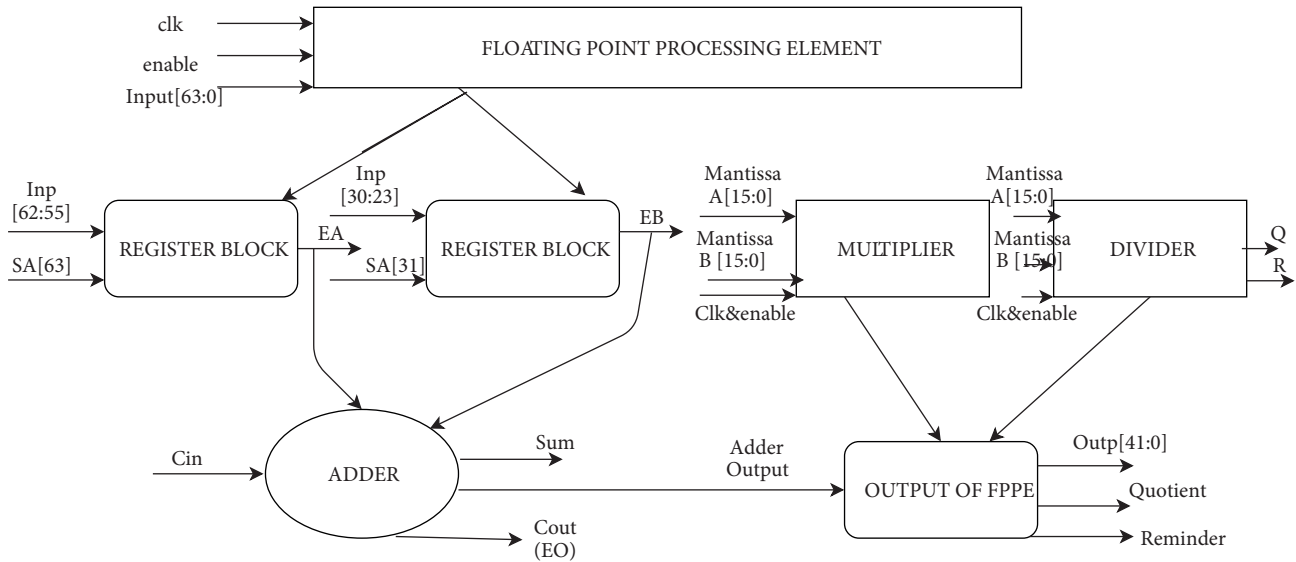 clk
enable
Input[63:0]
FLOATING POINT PROCESSING ELEMENT
Inp
[62:55]
SA[63]
REGISTER BLOCK
EA
Inp
[30:23]
SA[31]
REGISTER BLOCK
EB
Mantissa
A[15:0]
Mantissa
B [15:0]
Clk&enable
MULTIPLIER
Mantissa
A[15:0]
Mantissa
B [15:0]
Clk&enable
DIVIDER
Q
R
Cin
ADDER
Sum
Cout
(EO)
Adder
Output
OUTPUT OF FPPE
Outp[41:0]
Quotient
Reminder